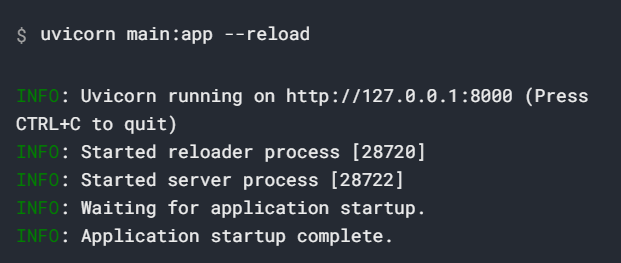 $ uvicorn main:app --reload
INFO: Uvicorn running on http://127.0.0.1:8000 (Press
CTRL+C to quit)
INFO: Started reloader process [28720]
INFO: Started server process [28722]
INFO: Waiting for application startup.
INFO: Application startup complete.